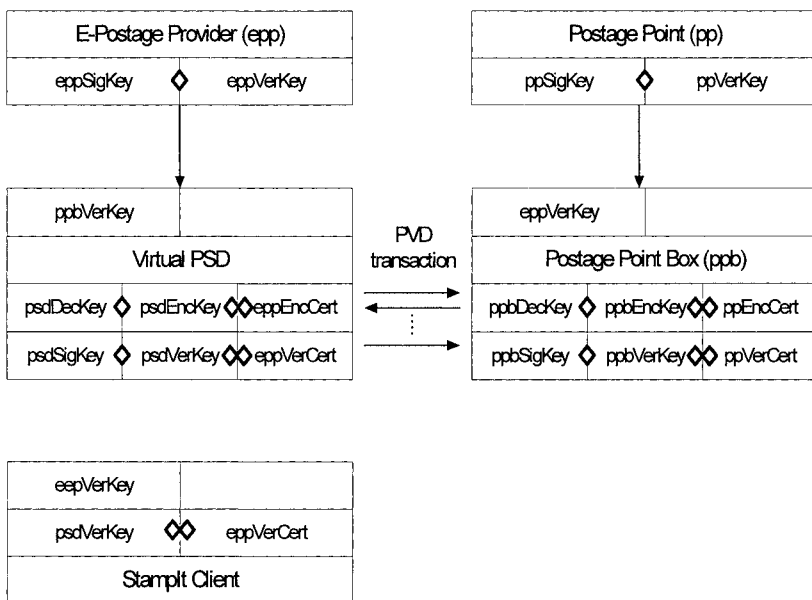 E-Postage Provider (epp)
eppSigKey eppVerKey
Postage Point (pp)
ppSigKey ppVerKey
ppbVerKey
Virtual PSD
psdDecKey psdEncKey eppEncCert
psdSigKey psdVerKey eppVerCert
PVD
transaction
eppVerKey
Postage Point Box (ppb)
ppbDecKey ppbEncKey ppEncCert
ppbSigKey ppbVerKey ppVerCert
eepVerKey
psdVerKey eppVerCert
StampIt Client